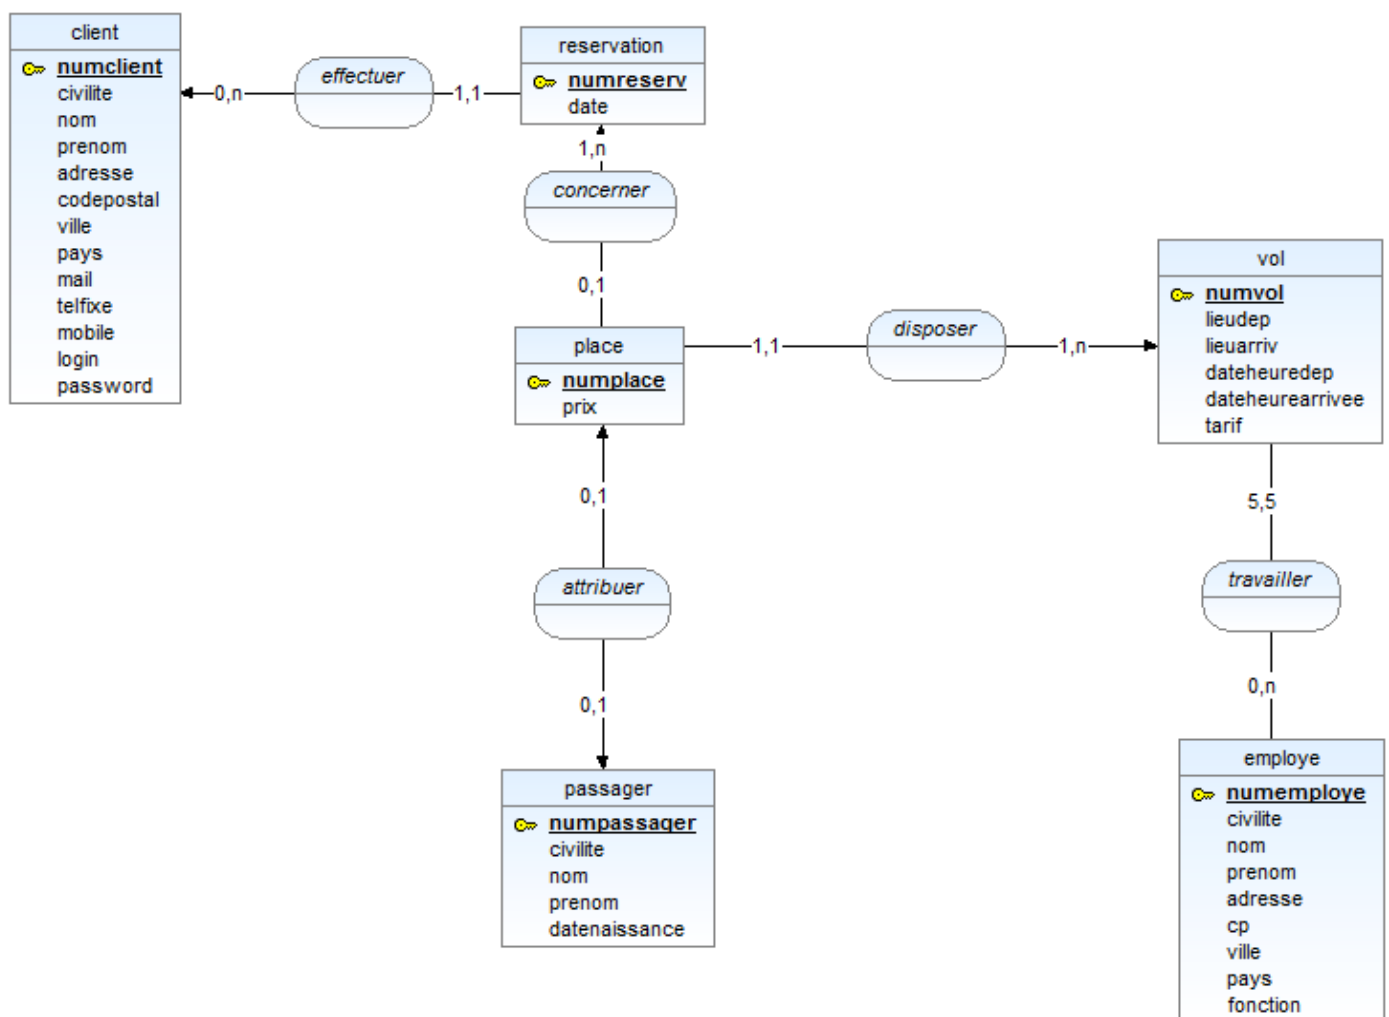 client
numclient
civilite
nom
prenom
adresse
codepostal
ville
pays
mail
telfixe
mobile
login
password
0,n
effectuer
1,1
reservation
numreserv
date
1,n
concerner
0,1
place
numplace
prix
1,1
disposer
1,n
vol
numvol
lieudep
lieuarriv
dateheuredep
dateheurearrivee
tarif
0,1
attribuer
0,1
passager
numpassager
civilite
nom
prenom
datenaissance
5,5
travailler
0,n
employe
numemploye
civilite
nom
prenom
adresse
cp
ville
pays
fonction